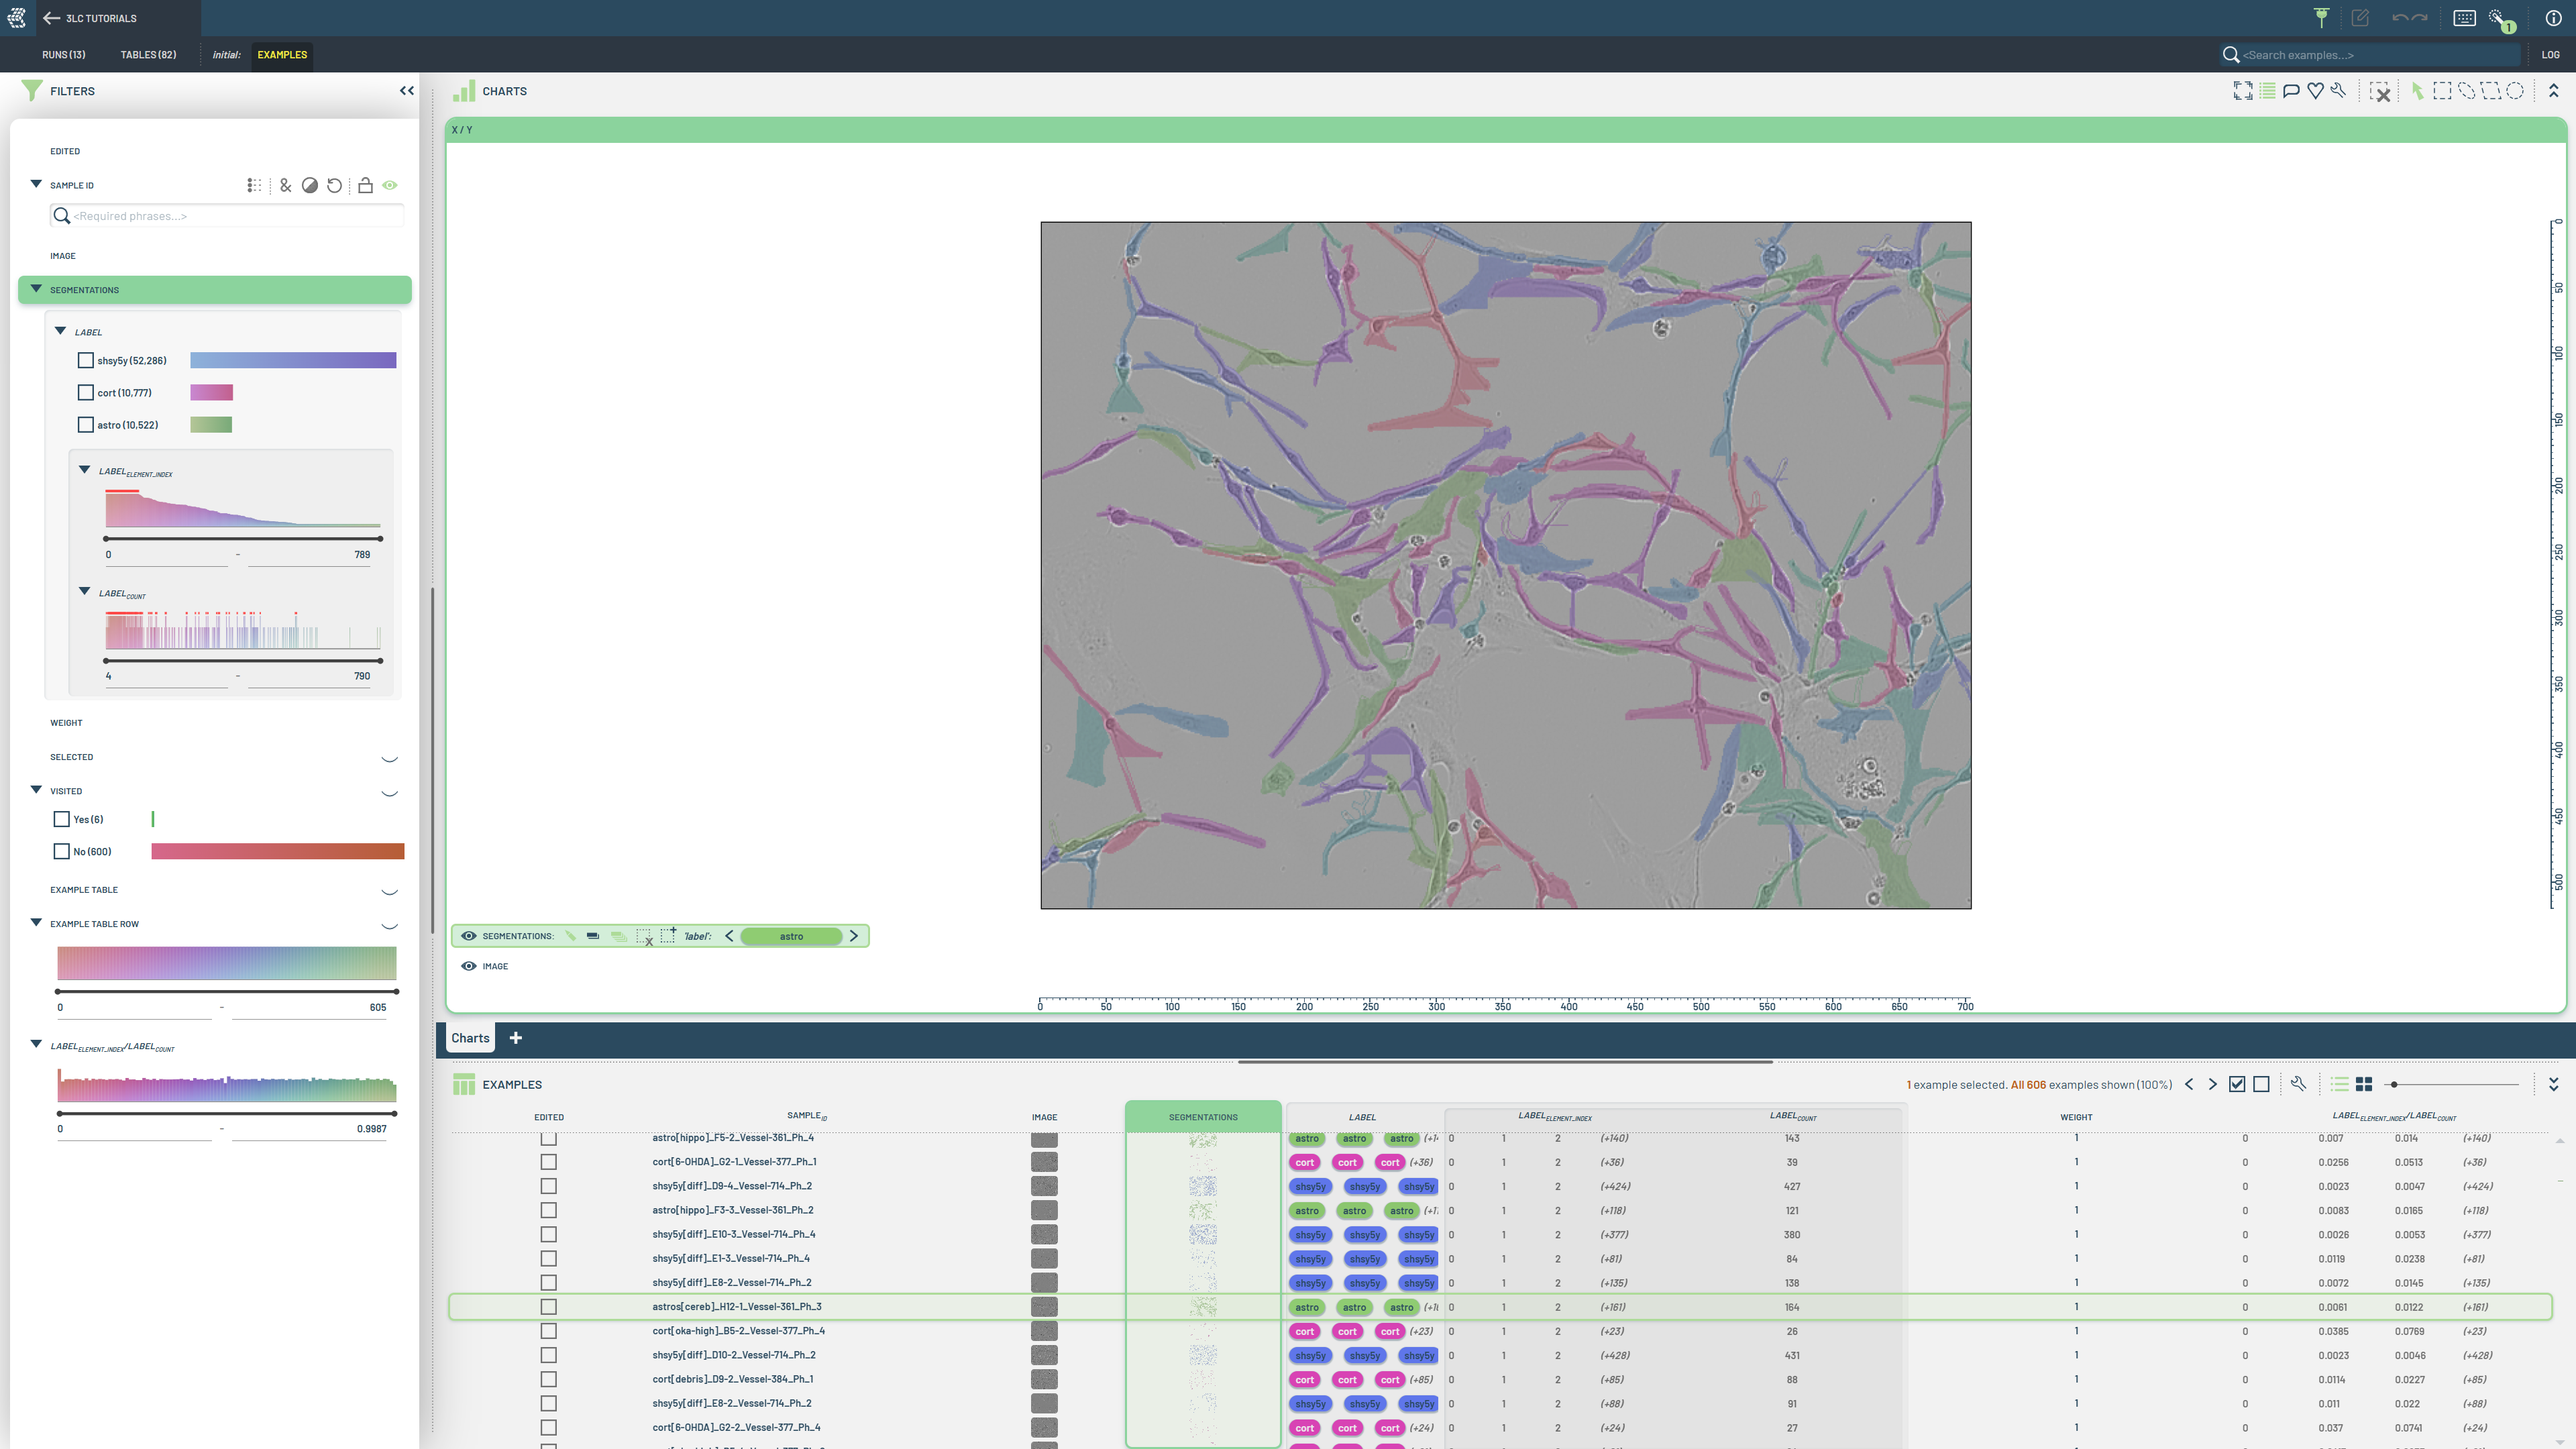 3LC TUTORIALS
1
RUNS (13) TABLES (82) initial: EXAMPLES <Search examples...> LOG
FILTERS
EDITED
SAMPLE ID
&
<Required phrases...>
IMAGE
SEGMENTATIONS
LABEL
shsy5y (52,286)
cort (10,777)
astro (10,522)
LABEL ELEMENT_INDEX
0 - 789
LABEL COUNT
4 - 790
WEIGHT
SELECTED
VISITED
Yes (6)
No (600)
EXAMPLE TABLE
EXAMPLE TABLE ROW
0 - 605
LABEL ELEMENT_INDEX/LABEL COUNT
0 - 0.9987
CHARTS
X / Y
0
50
100
150
200
250
300
350
400
450
500
SEGMENTATIONS: 'label': astro
IMAGE
0 50 100 150 200 250 300 350 400 450 500 550 600 650 700
Charts +
EXAMPLES 1 example selected. All 606 examples shown (100%)
EDITED SAMPLE ID IMAGE SEGMENTATIONS LABEL LABEL ELEMENT_INDEX LABEL COUNT WEIGHT LABEL ELEMENT_INDEX/LABEL COUNT
astro[hippo]_F5-2_Vessel-361_Ph_4 astro astro astro (+14 0 1 2 (+140) 143 1 0 0.007 0.014 (+140)
cort[6-OHDA]_G2-1_Vessel-377_Ph_1 cort cort cort (+36) 0 1 2 (+36) 39 1 0 0.0256 0.0513 (+36)
shsy5y[diff]_D9-4_Vessel-714_Ph_2 shsy5y shsy5y shsy5y 0 1 2 (+424) 427 1 0 0.0023 0.0047 (+424)
astro[hippo]_F3-3_Vessel-361_Ph_2 astro astro astro (+11 0 1 2 (+118) 121 1 0 0.0083 0.0165 (+118)
shsy5y[diff]_E10-3_Vessel-714_Ph_4 shsy5y shsy5y shsy5y 0 1 2 (+377) 380 1 0 0.0026 0.0053 (+377)
shsy5y[diff]_E1-3_Vessel-714_Ph_4 shsy5y shsy5y shsy5y 0 1 2 (+81) 84 1 0 0.0119 0.0238 (+81)
shsy5y[diff]_E8-2_Vessel-714_Ph_2 shsy5y shsy5y shsy5y 0 1 2 (+135) 138 1 0 0.0072 0.0145 (+135)
astros[cereb]_H12-1_Vessel-361_Ph_3 astro astro astro (+16 0 1 2 (+161) 164 1 0 0.0061 0.0122 (+161)
cort[oka-high]_B5-2_Vessel-377_Ph_4 cort cort cort (+23) 0 1 2 (+23) 26 1 0 0.0385 0.0769 (+23)
shsy5y[diff]_D10-2_Vessel-714_Ph_2 shsy5y shsy5y shsy5y 0 1 2 (+428) 431 1 0 0.0023 0.0046 (+428)
cort[debris]_D9-2_Vessel-384_Ph_1 cort cort cort (+85) 0 1 2 (+85) 88 1 0 0.0114 0.0227 (+85)
shsy5y[diff]_E8-2_Vessel-714_Ph_2 shsy5y shsy5y shsy5y 0 1 2 (+88) 91 1 0 0.011 0.022 (+88)
cort[6-OHDA]_G2-2_Vessel-377_Ph_4 cort cort cort (+24) 0 1 2 (+24) 27 1 0 0.037 0.0741 (+24)